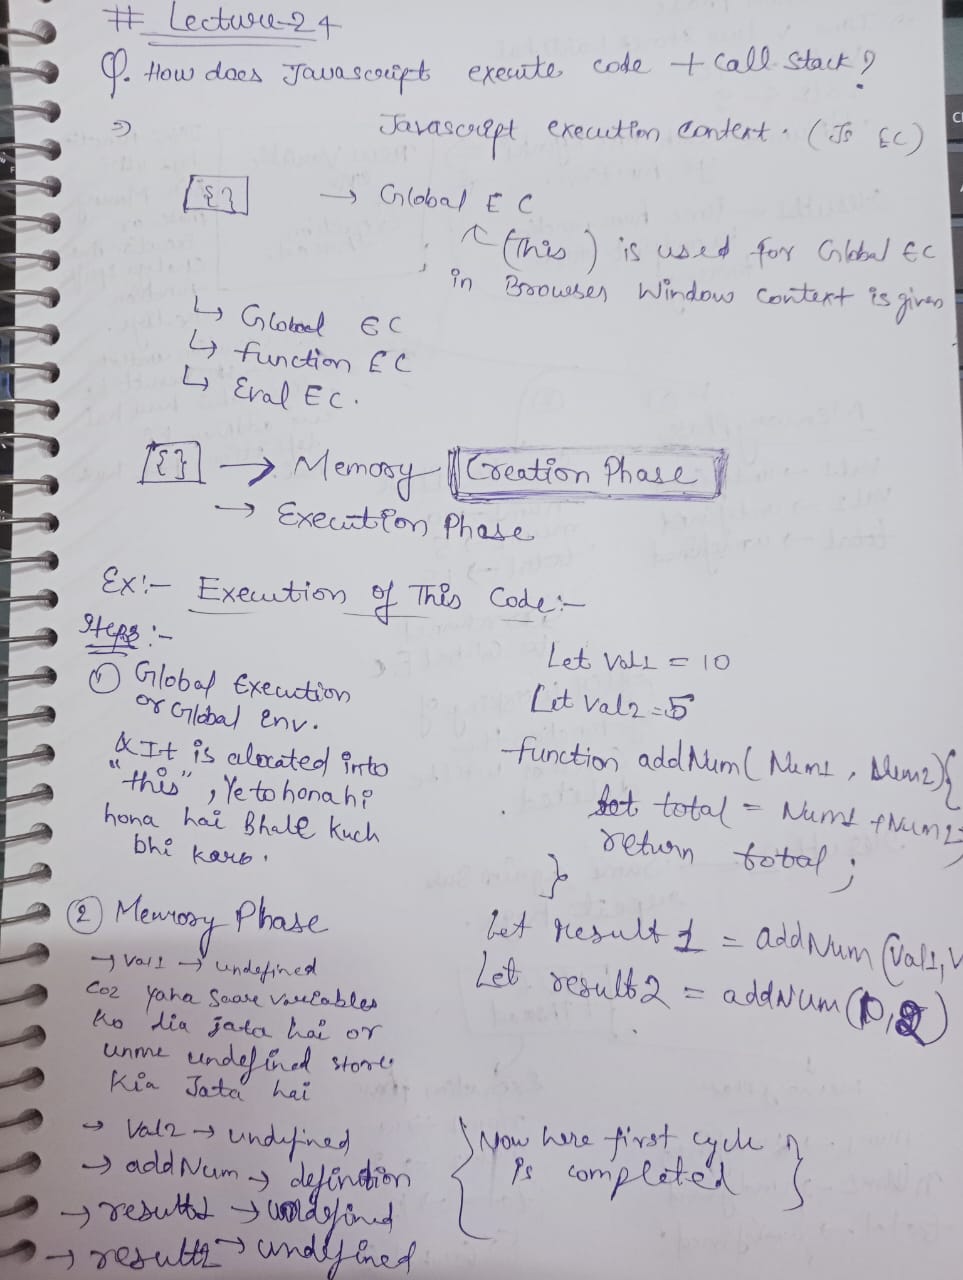 # Lecture-24
Q. How does Javascript execute code + call stack?
⇒ Javascript execution context. (JS EC)
[{}] → Global EC
(This) is used for Global EC
in Browser Window context is given
↳ Global EC
↳ function EC
↳ Eval EC.
[{}] → Memory Creation Phase
→ Execution Phase
Ex:- Execution of This Code:-
Steps:-
① Global Execution
or Global Env.
& It is alocated into
"this", Ye to hona hi
hona hai Bhale kuch
bhi karo.
Let Val1 = 10
Let Val2 = 5
function addNum(Num1, Num2){
let total = Num1 + Num2;
return total;
}
Let result 1 = addNum(Val1, V
Let result2 = addNum(10,2)
② Memory Phase
→ Val1 → undefined
Coz yaha Saare variables
ko dia jata hai or
unme undefined store
Kia Jata hai
→ Val2 → undefined
→ addNum → definition
→ result1 → undefined
→ result2 → undefined
{ Now here first cycle
is completed }